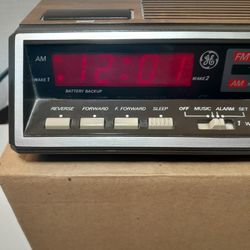 AM
FM
12:01
WAKE 1
GE
WAKE 2
AM
BATTERY BACKUP
REVERSE FORWARD F. FORWARD SLEEP OFF MUSIC ALARM SET